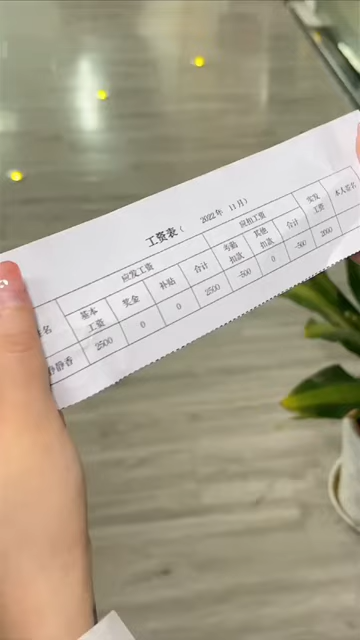 工资表（ 2022年 11月）
应发工资 应扣工资 实发工资 本人签名
基本工资 奖金 补贴 合计 考勤扣款 其他扣款 合计
静香 2500 0 0 2500 -500 0 -500 2000